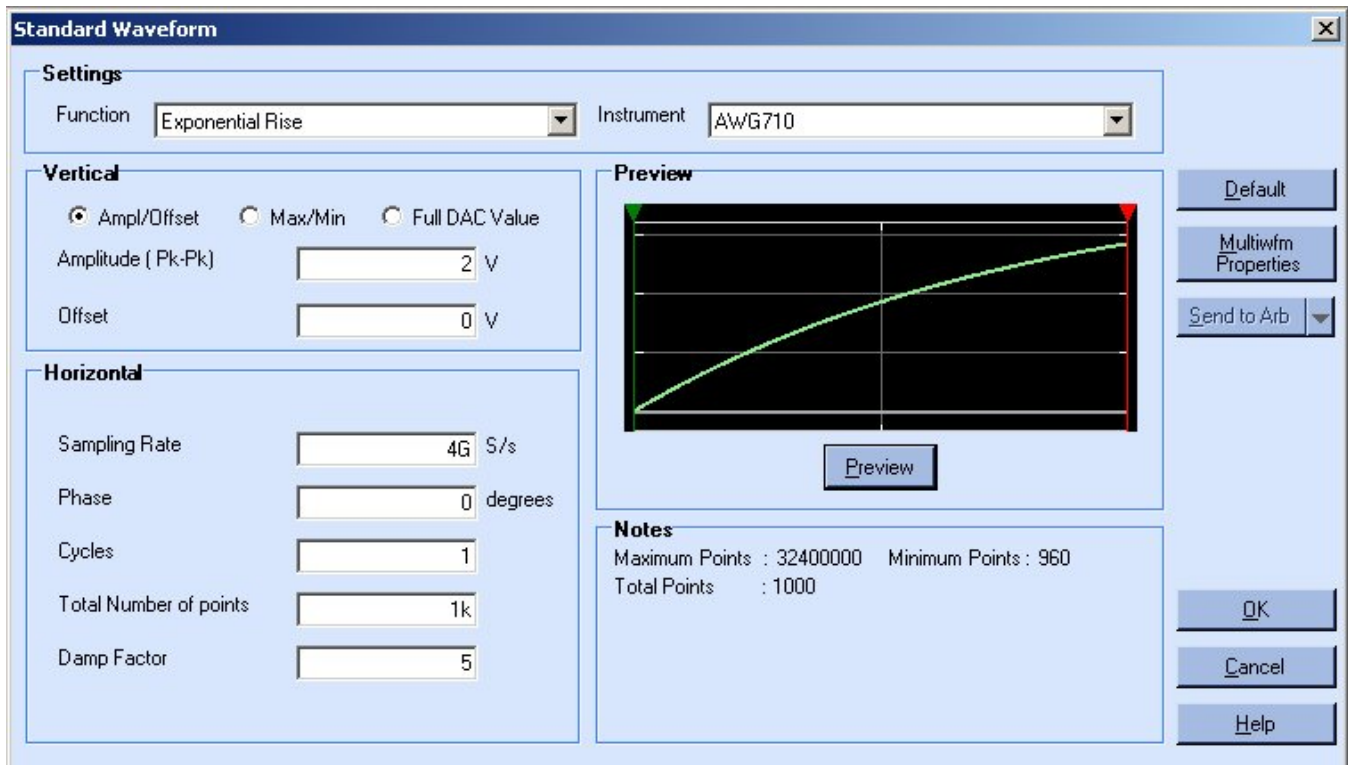 Standard Waveform
Settings
Function Exponential Rise Instrument AWG710
Vertical
Ampl/Offset Max/Min Full DAC Value
Amplitude ( Pk-Pk) 2 V
Offset 0 V
Horizontal
Sampling Rate 4G S/s
Phase 0 degrees
Cycles 1
Total Number of points 1k
Damp Factor 5
Preview
Preview
Notes
Maximum Points : 32400000 Minimum Points : 960
Total Points : 1000
Default
Multiwfm
Properties
Send to Arb
OK
Cancel
Help